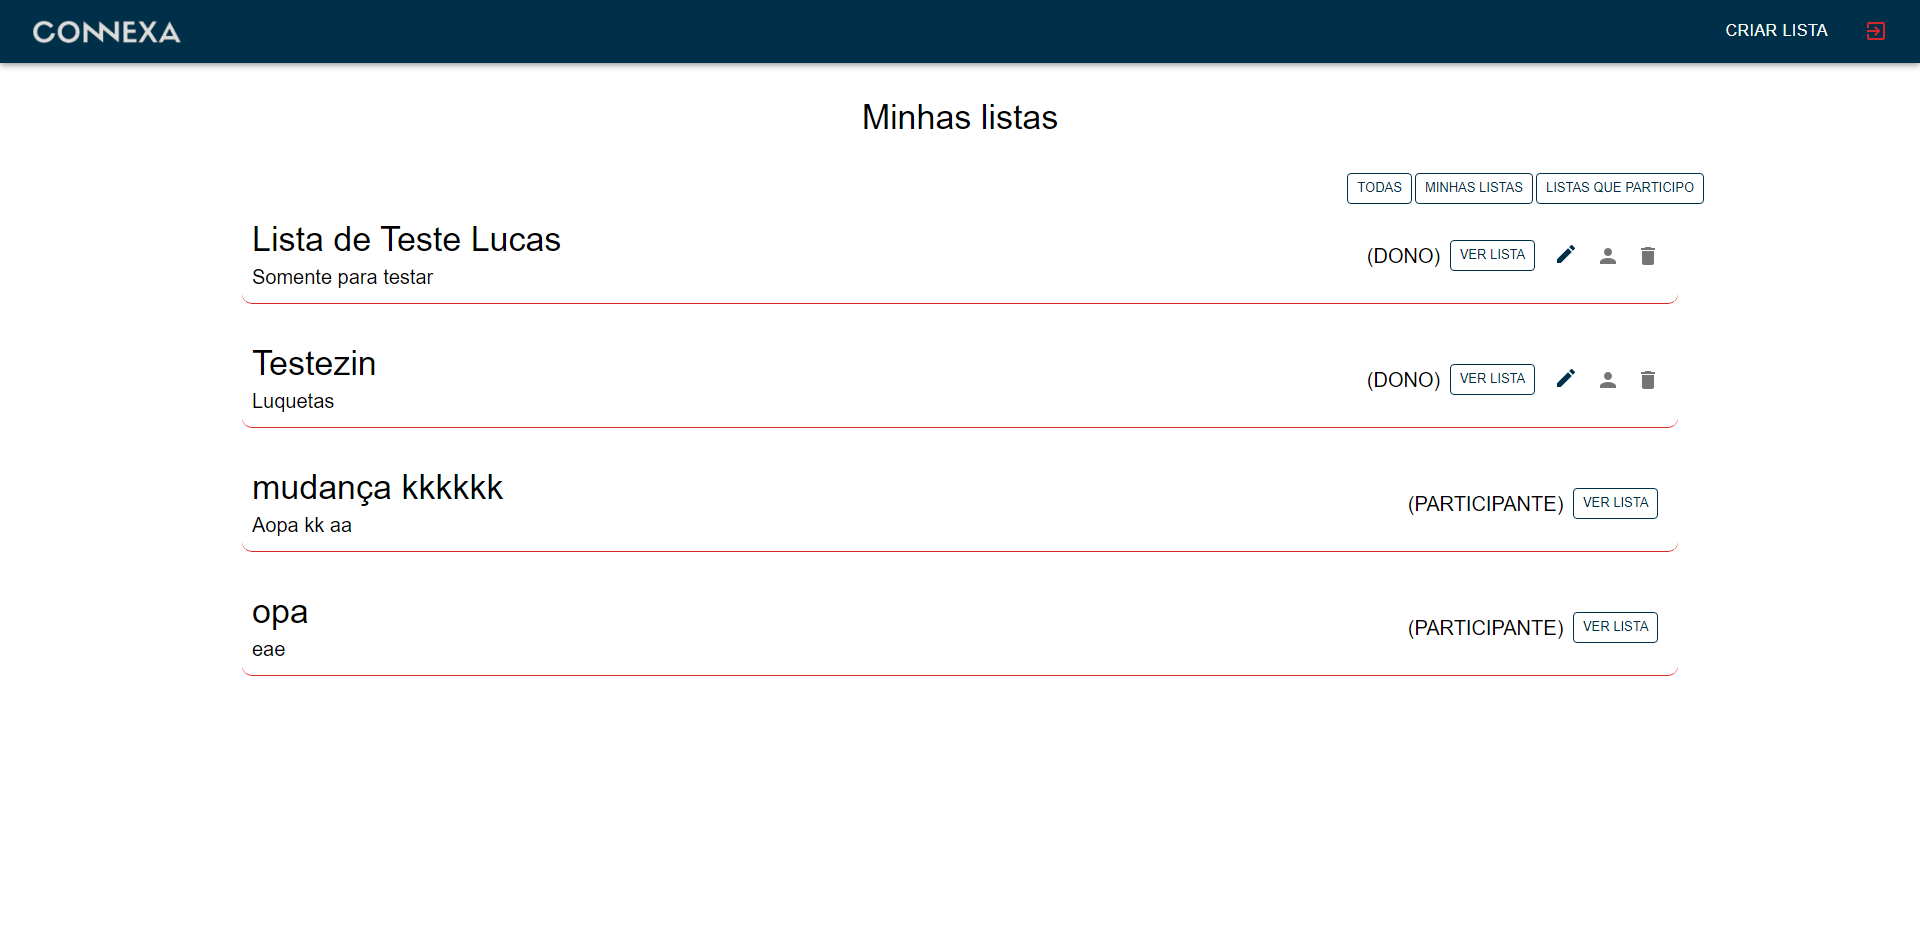 CONNEXA CRIAR LISTA
Minhas listas
TODAS MINHAS LISTAS LISTAS QUE PARTICIPO
Lista de Teste Lucas
(DONO) VER LISTA
Somente para testar
Testezin
(DONO) VER LISTA
Luquetas
mudança kkkkkk
(PARTICIPANTE) VER LISTA
Aopa kk aa
opa
(PARTICIPANTE) VER LISTA
eae